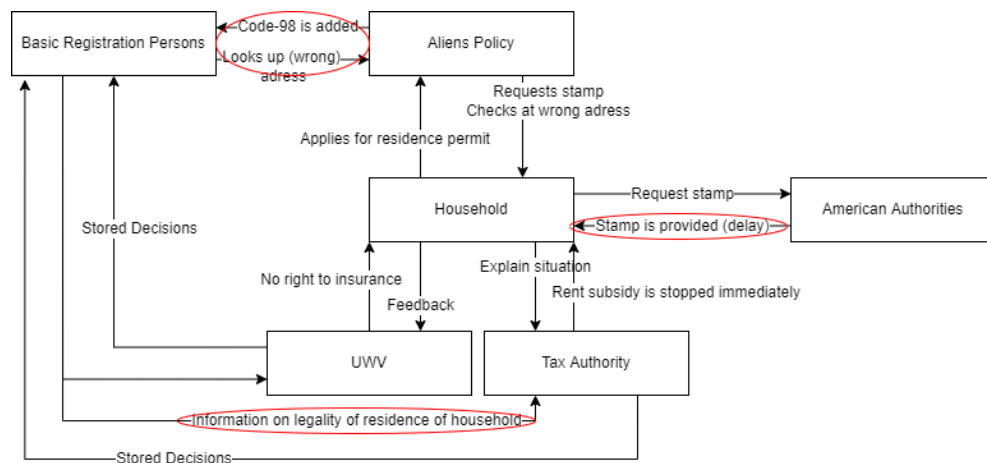 Code-98 is added
Basic Registration Persons
Aliens Policy
Looks up (wrong)
adress
Requests stamp
Checks at wrong adress
Applies for residence permit
Request stamp
Household
American Authorities
Stamp is provided (delay)
Stored Decisions
Explain situation
No right to insurance
Rent subsidy is stopped immediately
Feedback
UWV
Tax Authority
Information on legality of residence of household
Stored Decisions